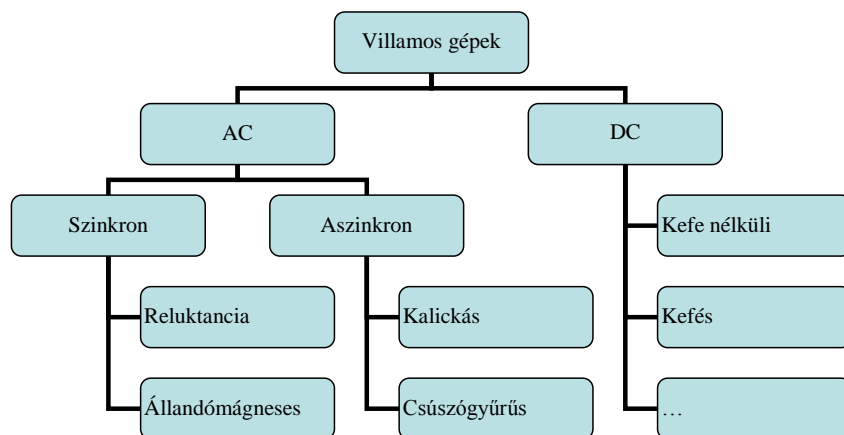 Villamos gépek
AC
DC
Szinkron
Aszinkron
Kefe nélküli
Reluktancia
Kalickás
Kefés
Állandómágneses
Csúszógyűrűs
…